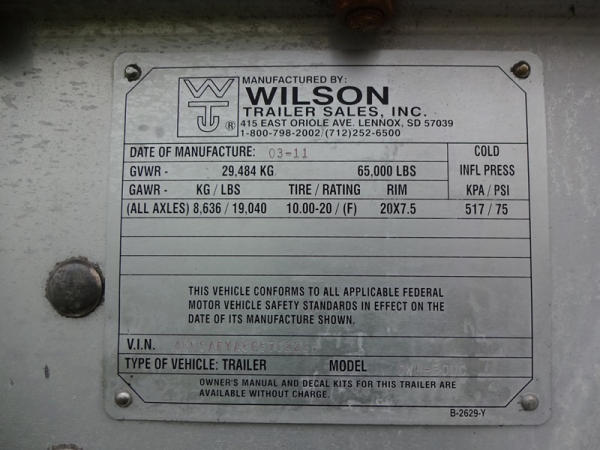 WTJ ®
MANUFACTURED BY:
WILSON
TRAILER SALES, INC.
415 EAST ORIOLE AVE. LENNOX, SD 57039
1-800-798-2002 / (712)252-6500
DATE OF MANUFACTURE: 03-11 COLD
GVWR - 29,484 KG 65,000 LBS INFL PRESS
GAWR - KG / LBS TIRE / RATING RIM KPA / PSI
(ALL AXLES) 8,636 / 19,040 10.00-20 / (F) 20X7.5 517 / 75
THIS VEHICLE CONFORMS TO ALL APPLICABLE FEDERAL
MOTOR VEHICLE SAFETY STANDARDS IN EFFECT ON THE
DATE OF ITS MANUFACTURE SHOWN.
V.I.N.
TYPE OF VEHICLE: TRAILER MODEL
OWNER'S MANUAL AND DECAL KITS FOR THIS TRAILER ARE
AVAILABLE WITHOUT CHARGE.
B-2629-Y